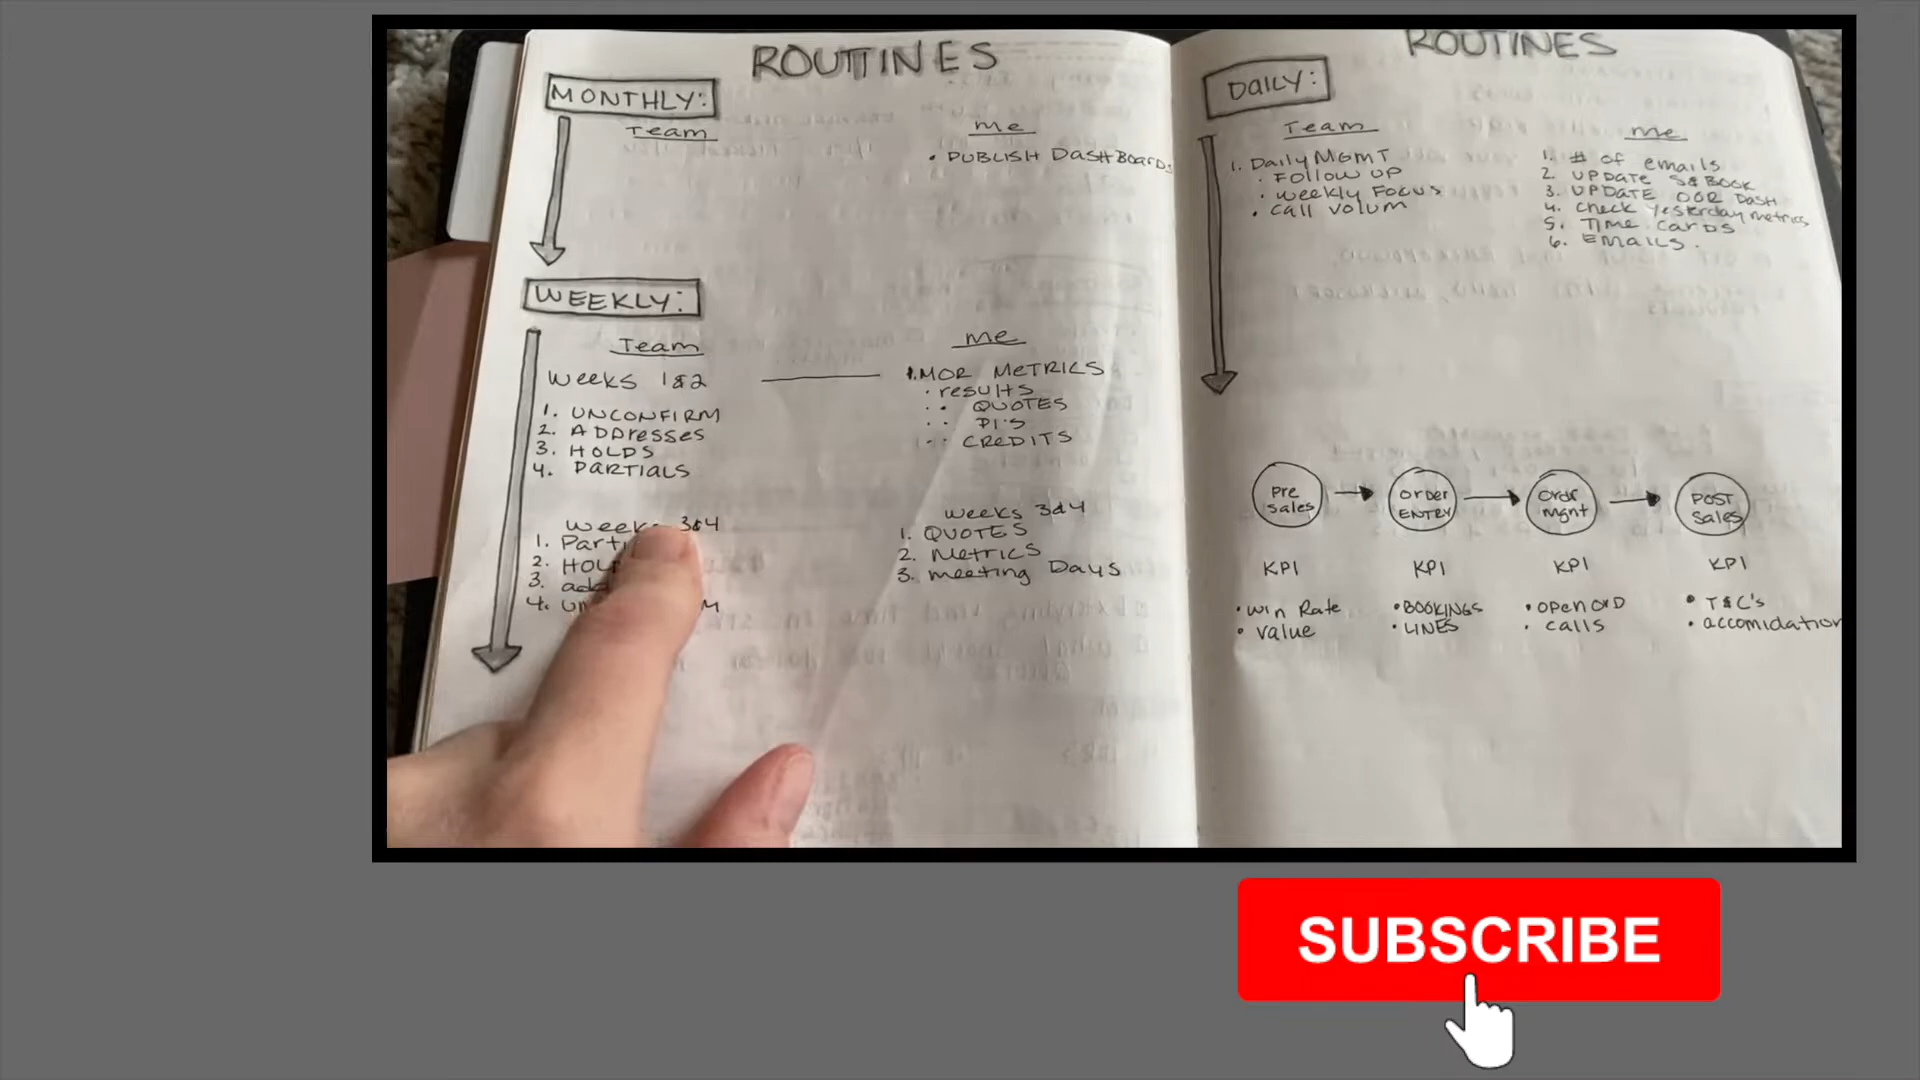 ROUTINES
MONTHLY:
Team
me
• PUBLISH DASHBOARDS
WEEKLY:
Team
Weeks 1&2
1. UNCONFIRM
2. ADDresses
3. HOLDS
4. PARTIALS
weeks 3&4
1.
2.
3.
4.
me
1. MOR METRICS
· results
·· QUOTES
·· PI'S
·· CREDITS
weeks 3&4
1. QUOTES
2. Metrics
3. meeting Days
ROUTINES
DAILY:
Team
1. Daily MGMT
· FOLLOW UP
· weekly FOCUS
· call volum
me
1. # of emails
2. UPDATE S&BOOK
3. UPDATE OOR DASH
4. check yesterday metrics
5. TIME CARDS
6. EMAILS.
Pre Sales
Order ENTRY
Ordr mgnt
POST Sales
KPI
• win Rate
• value
KPI
• BOOKINGS
• LINES
KPI
• open ORD
• calls
KPI
• T&C's
• accomidation
SUBSCRIBE